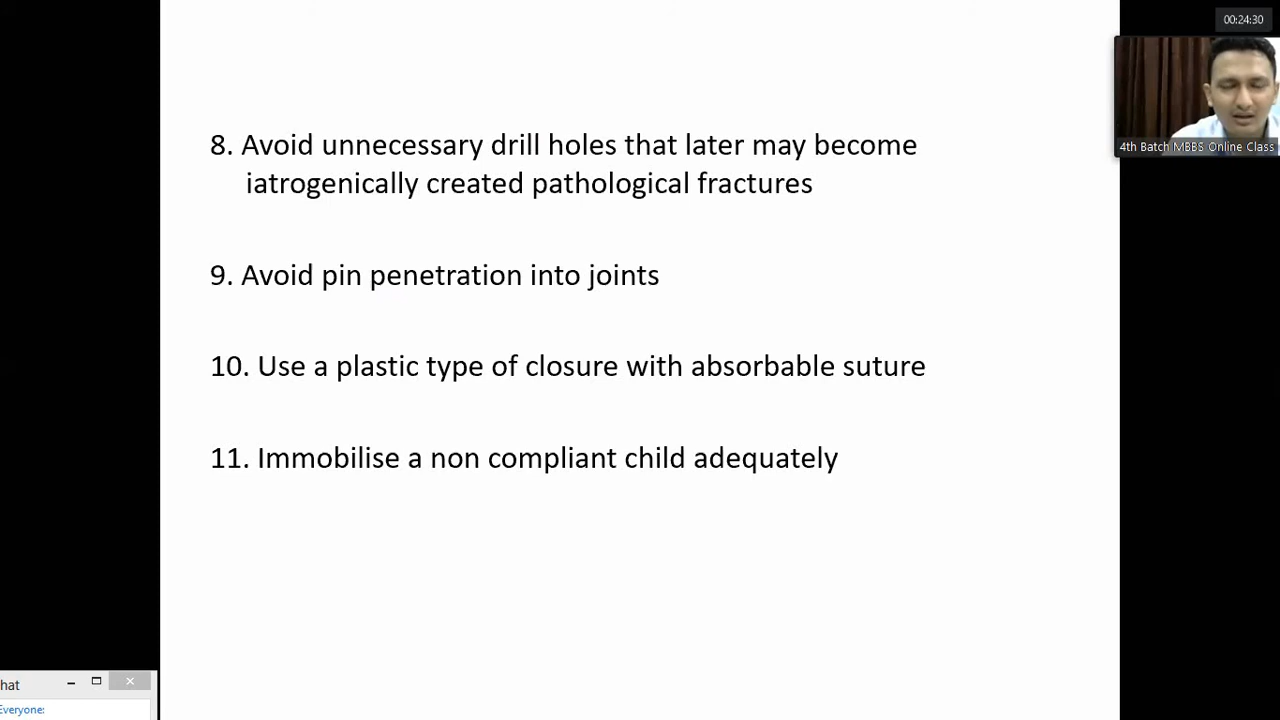 00:24:30
4th Batch MBBS Online Class
8. Avoid unnecessary drill holes that later may become
iatrogenically created pathological fractures
9. Avoid pin penetration into joints
10. Use a plastic type of closure with absorbable suture
11. Immobilise a non compliant child adequately
hat
Everyone: